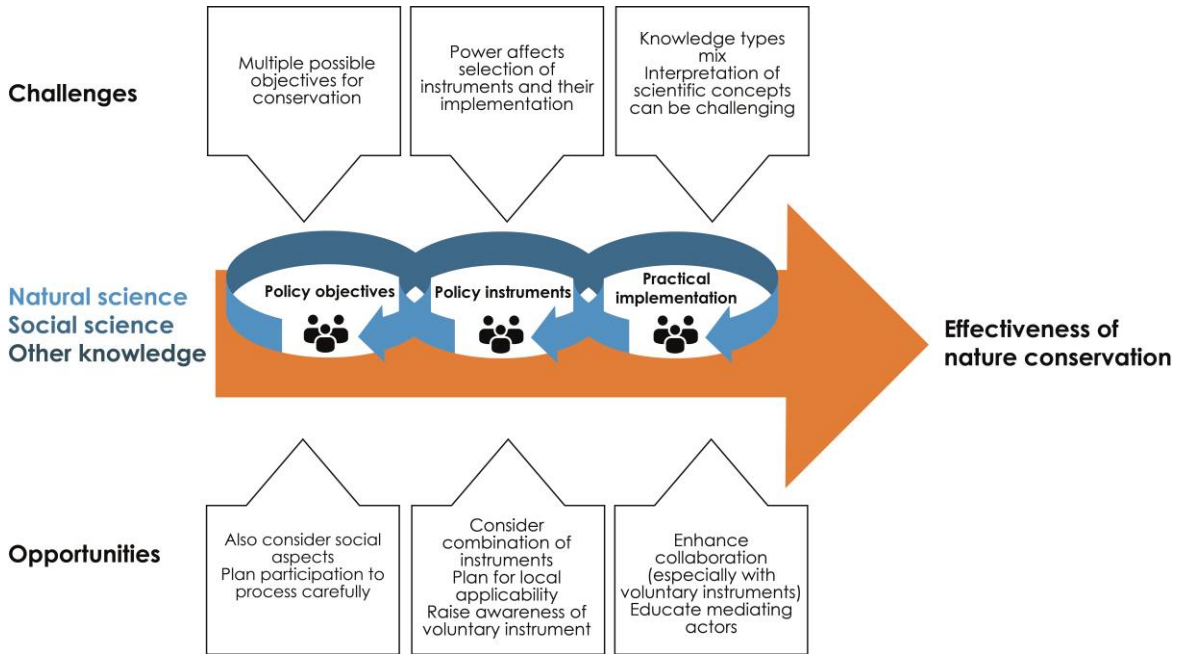 Challenges
Multiple possible
objectives for
conservation
Power affects
selection of
instruments and their
implementation
Knowledge types
mix
Interpretation of
scientific concepts
can be challenging
Natural science
Social science
Other knowledge
Policy objectives
Policy instruments
Practical
implementation
Effectiveness of
nature conservation
Opportunities
Also consider social
aspects
Plan participation to
process carefully
Consider
combination of
instruments
Plan for local
applicability
Raise awareness of
voluntary instrument
Enhance
collaboration
(especially with
voluntary instruments)
Educate mediating
actors